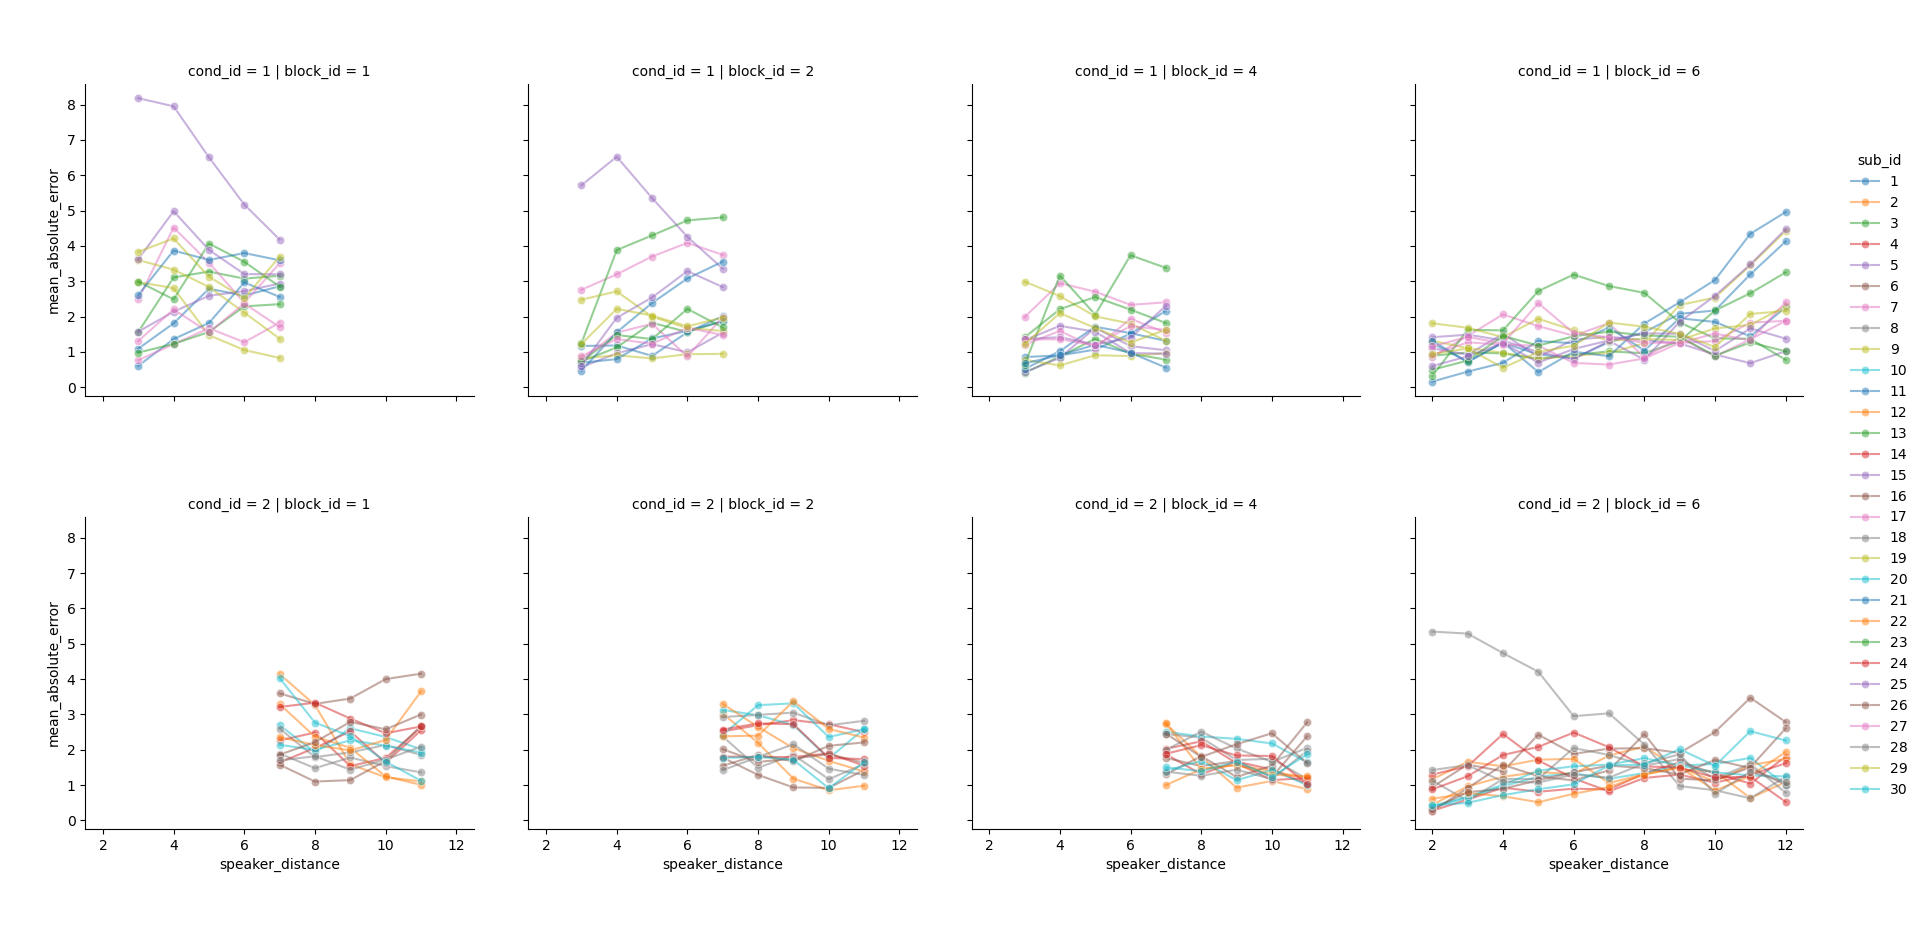 cond_id = 1 | block_id = 1
cond_id = 1 | block_id = 2
cond_id = 1 | block_id = 4
cond_id = 1 | block_id = 6
mean_absolute_error
8
7
6
5
4
3
2
1
0
cond_id = 2 | block_id = 1
cond_id = 2 | block_id = 2
cond_id = 2 | block_id = 4
cond_id = 2 | block_id = 6
mean_absolute_error
8
7
6
5
4
3
2
1
0
2 4 6 8 10 12
speaker_distance
2 4 6 8 10 12
speaker_distance
2 4 6 8 10 12
speaker_distance
2 4 6 8 10 12
speaker_distance
sub_id
1
2
3
4
5
6
7
8
9
10
11
12
13
14
15
16
17
18
19
20
21
22
23
24
25
26
27
28
29
30